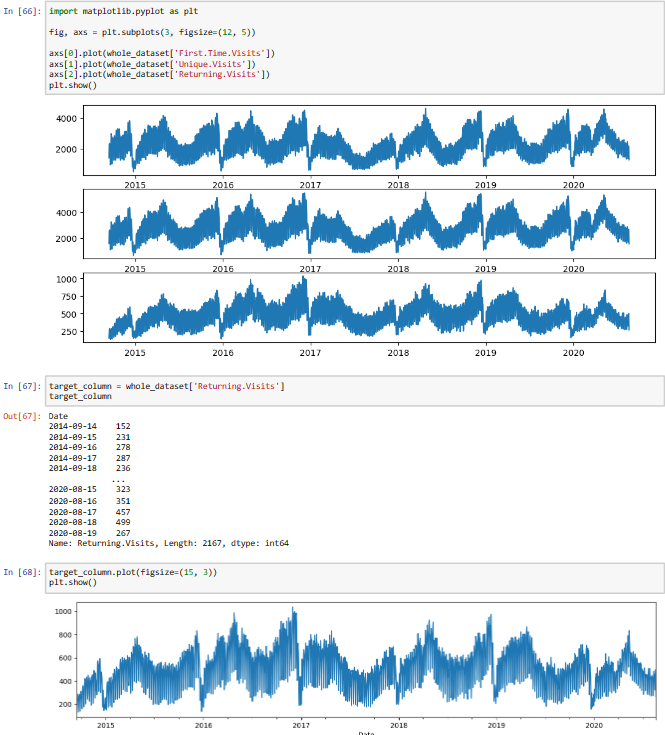 In [66]: import matplotlib.pyplot as plt
fig, axs = plt.subplots(3, figsize=(12, 5))
axs[0].plot(whole_dataset['First.Time.Visits'])
axs[1].plot(whole_dataset['Unique.Visits'])
axs[2].plot(whole_dataset['Returning.Visits'])
plt.show()
4000
2000
2015 2016 2017 2018 2019 2020
4000
2000
2015 2016 2017 2018 2019 2020
1000
750
500
250
2015 2016 2017 2018 2019 2020
In [67]: target_column = whole_dataset['Returning.Visits']
target_column
Out[67]: Date
2014-09-14 152
2014-09-15 231
2014-09-16 278
2014-09-17 287
2014-09-18 236
...
2020-08-15 323
2020-08-16 351
2020-08-17 457
2020-08-18 499
2020-08-19 267
Name: Returning.Visits, Length: 2167, dtype: int64
In [68]: target_column.plot(figsize=(15, 3))
plt.show()
1000
800
600
400
200
2015 2016 2017 2018 2019 2020
Date